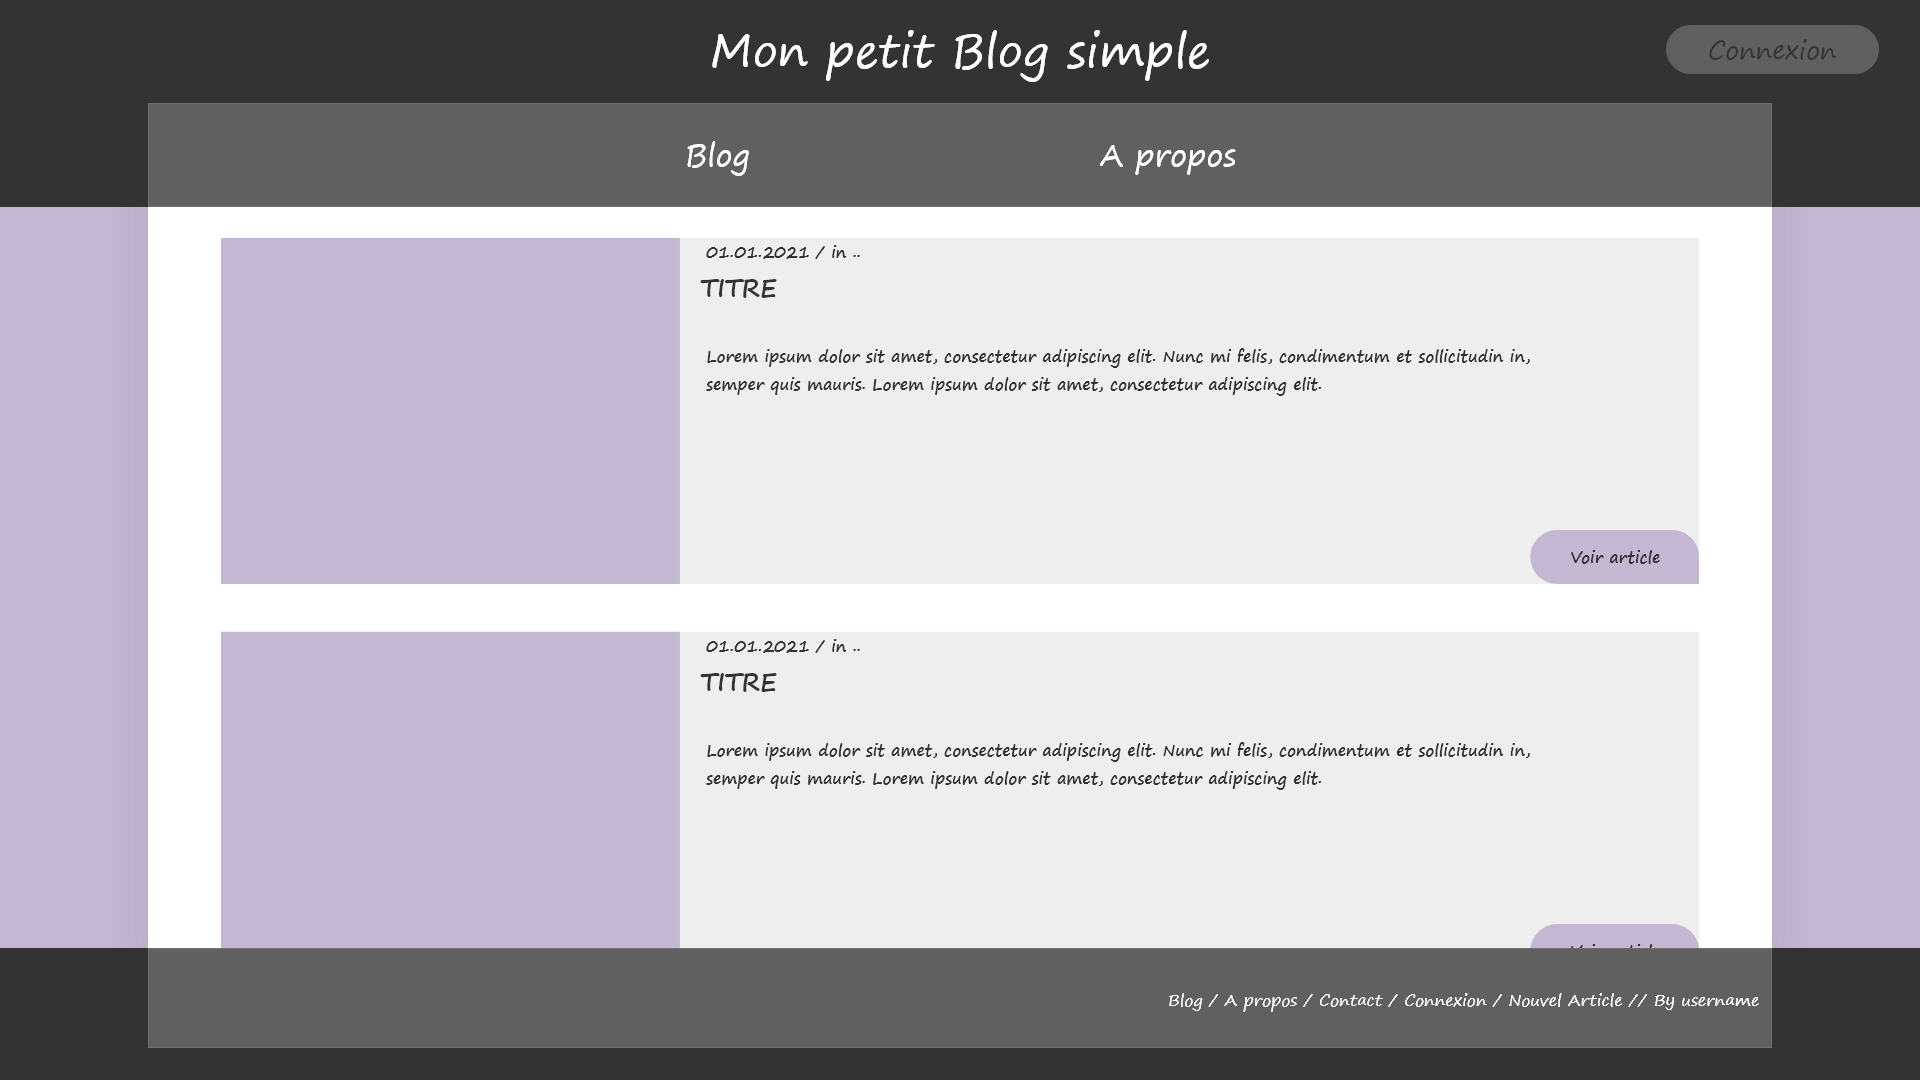 Mon petit Blog simple
Connexion
Blog
A propos
01.01.2021 / in ..
TITRE
Lorem ipsum dolor sit amet, consectetur adipiscing elit. Nunc mi felis, condimentum et sollicitudin in,
semper quis mauris. Lorem ipsum dolor sit amet, consectetur adipiscing elit.
Voir article
01.01.2021 / in ..
TITRE
Lorem ipsum dolor sit amet, consectetur adipiscing elit. Nunc mi felis, condimentum et sollicitudin in,
semper quis mauris. Lorem ipsum dolor sit amet, consectetur adipiscing elit.
Blog / A propos / Contact / Connexion / Nouvel Article // By username